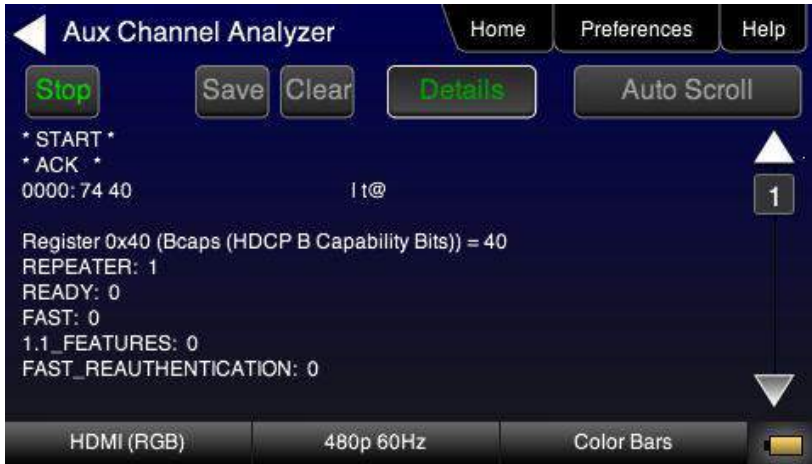 Aux Channel Analyzer
Home
Preferences
Help
Stop
Save
Clear
Details
Auto Scroll
* START *
* ACK *
0000: 74 40 | t@
1
Register 0x40 (Bcaps (HDCP B Capability Bits)) = 40
REPEATER: 1
READY: 0
FAST: 0
1.1_FEATURES: 0
FAST_REAUTHENTICATION: 0
HDMI (RGB)
480p 60Hz
Color Bars